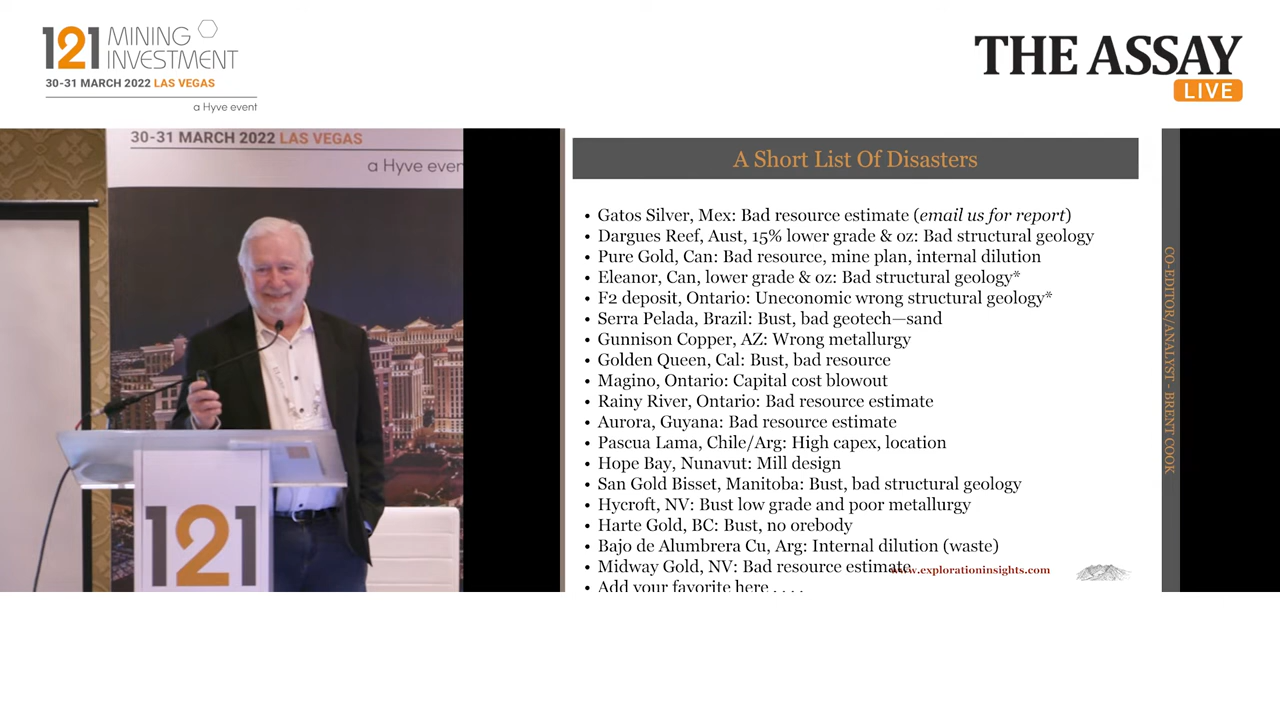 121 MINING INVESTMENT
30-31 MARCH 2022 LAS VEGAS
a Hyve event
THE ASSAY
LIVE
30-31 MARCH 2022 LAS VEGAS
a Hyve even
121
A Short List Of Disasters
• Gatos Silver, Mex: Bad resource estimate (email us for report)
• Dargues Reef, Aust, 15% lower grade & oz: Bad structural geology
• Pure Gold, Can: Bad resource, mine plan, internal dilution
• Eleanor, Can, lower grade & oz: Bad structural geology*
• F2 deposit, Ontario: Uneconomic wrong structural geology*
• Serra Pelada, Brazil: Bust, bad geotech—sand
• Gunnison Copper, AZ: Wrong metallurgy
• Golden Queen, Cal: Bust, bad resource
• Magino, Ontario: Capital cost blowout
• Rainy River, Ontario: Bad resource estimate
• Aurora, Guyana: Bad resource estimate
• Pascua Lama, Chile/Arg: High capex, location
• Hope Bay, Nunavut: Mill design
• San Gold Bisset, Manitoba: Bust, bad structural geology
• Hycroft, NV: Bust low grade and poor metallurgy
• Harte Gold, BC: Bust, no orebody
• Bajo de Alumbrera Cu, Arg: Internal dilution (waste)
• Midway Gold, NV: Bad resource estimate
www.explorationinsights.com
• Add your favorite here . . . .
CO-EDITOR/ANALYST - BRENT COOK